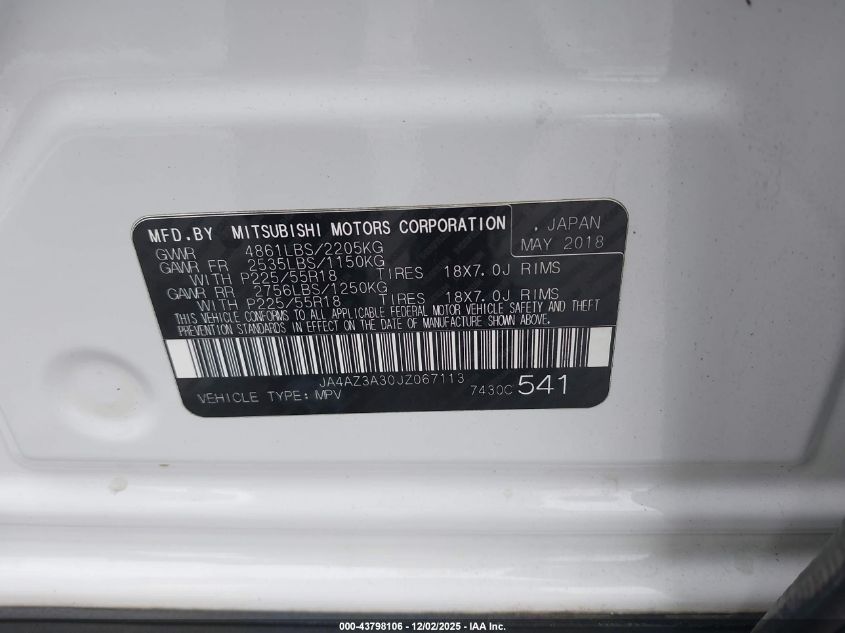 MFD.BY MITSUBISHI MOTORS CORPORATION , JAPAN
MAY 2018
GVWR 4861LBS/2205KG
GAWR FR 2535LBS/1150KG
WITH P225/55R18 TIRES 18X7.0J RIMS
GAWR RR 2756LBS/1250KG
WITH P225/55R18 TIRES 18X7.0J RIMS
THIS VEHICLE CONFORMS TO ALL APPLICABLE FEDERAL MOTOR VEHICLE SAFETY AND THEFT
PREVENTION STANDARDS IN EFFECT ON THE DATE OF MANUFACTURE SHOWN ABOVE.
JA4AZ3A30JZ067113
VEHICLE TYPE: MPV 7430C 541
000-43798106 - 12/02/2025 - IAA Inc.